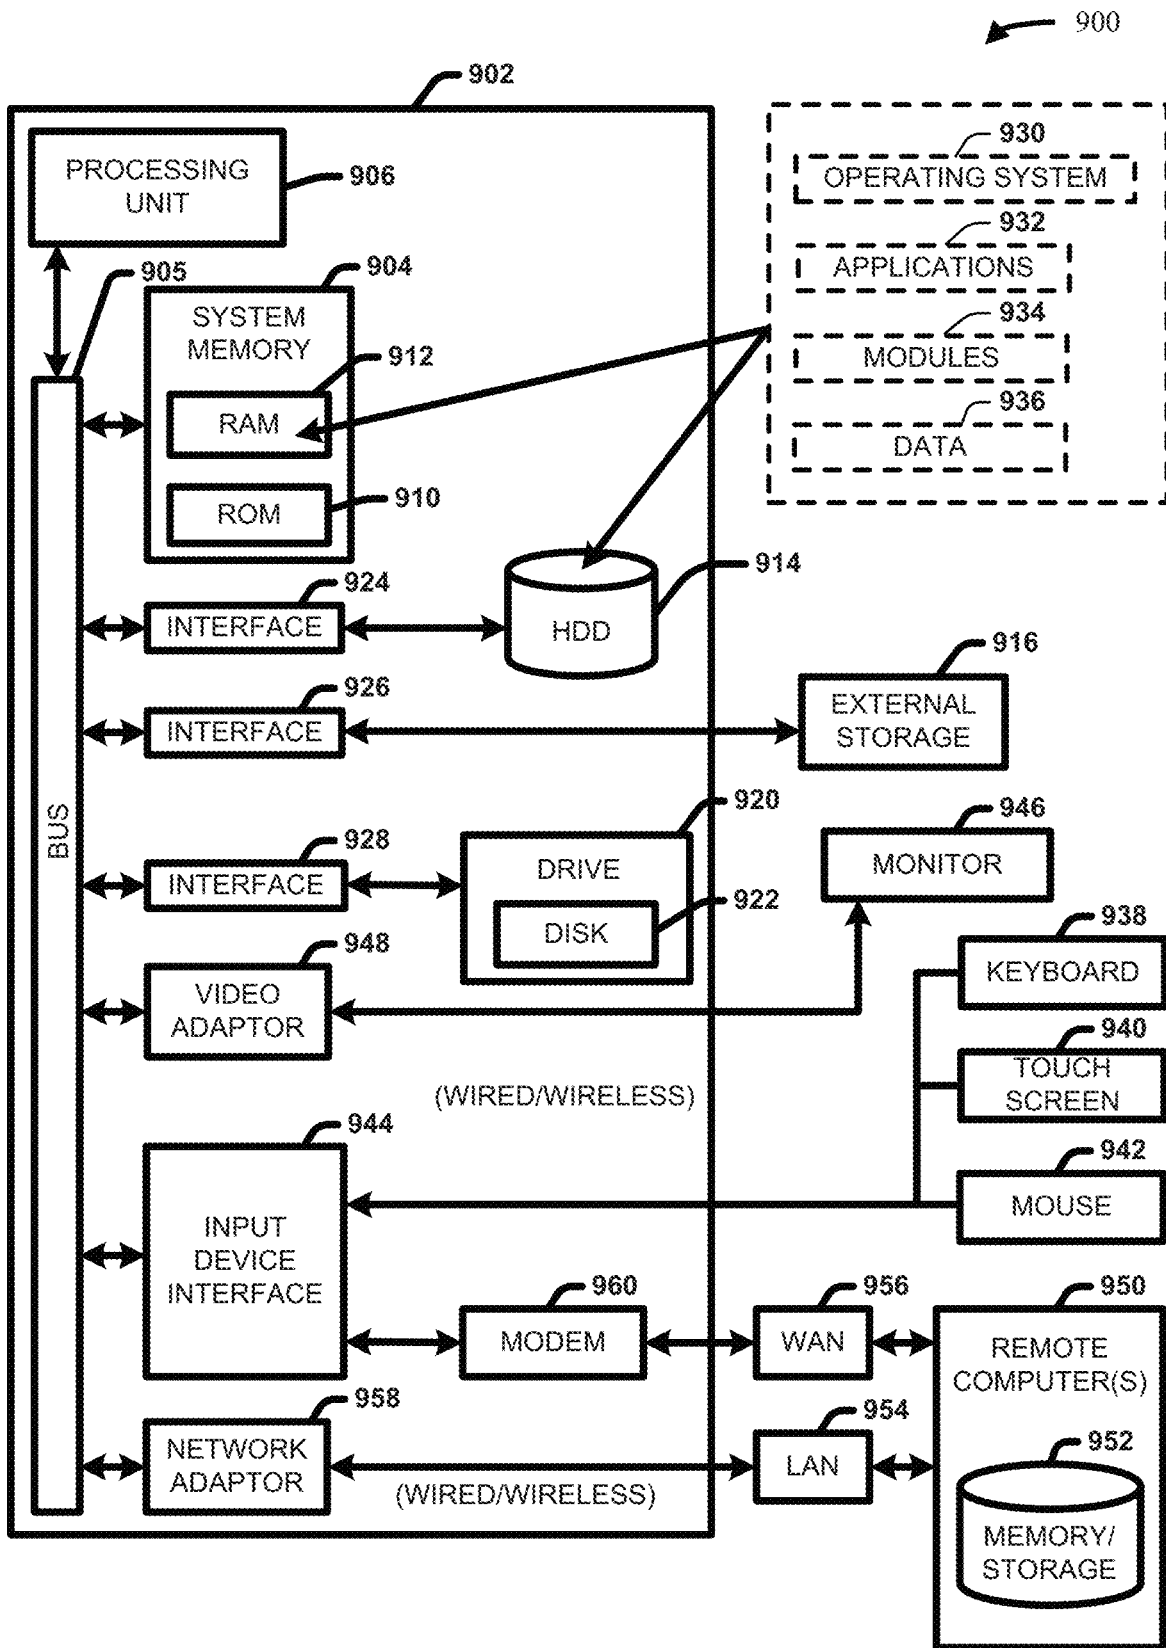 900
902
PROCESSING
UNIT
906
905
904
SYSTEM
MEMORY
912
RAM
910
ROM
930
OPERATING SYSTEM
932
APPLICATIONS
934
MODULES
936
DATA
924
INTERFACE
914
HDD
926
INTERFACE
916
EXTERNAL
STORAGE
BUS
928
INTERFACE
920
DRIVE
922
DISK
946
MONITOR
948
VIDEO
ADAPTOR
938
KEYBOARD
940
TOUCH
SCREEN
(WIRED/WIRELESS)
942
MOUSE
944
INPUT
DEVICE
INTERFACE
960
MODEM
956
WAN
950
REMOTE
COMPUTER(S)
958
NETWORK
ADAPTOR
(WIRED/WIRELESS)
954
LAN
952
MEMORY/
STORAGE